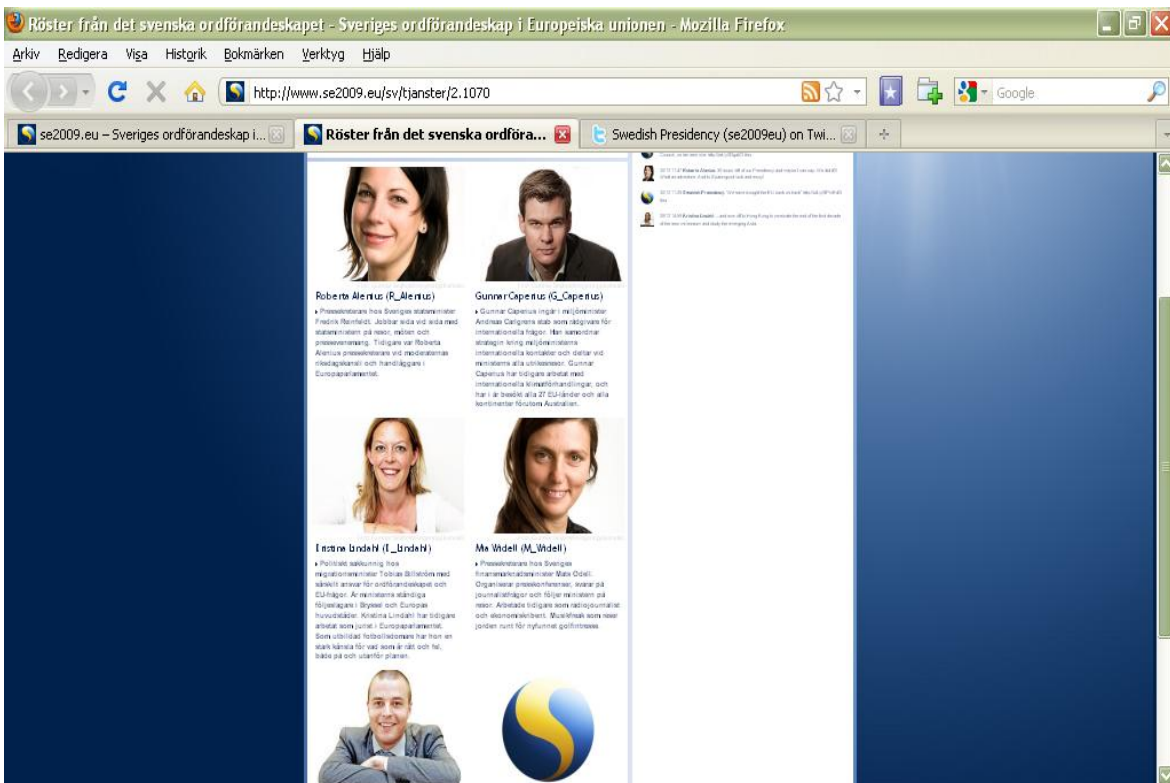 Röster från det svenska ordförandeskapet - Sveriges ordförandeskap i Europeiska unionen - Mozilla Firefox
Arkiv Redigera Visa Historik Bokmärken Verktyg Hjälp
http://www.se2009.eu/sv/tjanster/2.1070
Google
se2009.eu – Sveriges ordförandeskap i...
Röster från det svenska ordföra...
Swedish Presidency (se2009eu) on Twi...
Roberta Alenius (R_Alenius)
Pressekreterare hos Sveriges statsminister
Fredrik Reinfeldt. Jobbar sida vid sida med
statsministern på resor, möten och
pressevenemang. Tidigare var Roberta
Alenius pressekreterare vid moderaternas
riksdagskansli och handläggare i
Europaparlamentet.
Gunnar Caperius (G_Caperius)
Gunnar Caperius ingår i miljöminister
Andreas Carlgrens stab som rådgivare för
internationella frågor. Han samordnar
strategin kring miljöministerns
internationella kontakter och deltar vid
ministerns alla utrikesresor. Gunnar
Caperius har tidigare arbetat med
internationella klimatförhandlingar, och
har i år besökt alla 27 EU-länder och alla
kontinenter förutom Australien.
Kristina Lindahl (K_Lindahl)
Politiskt sakkunnig hos
migrationsminister Tobias Billström med
särskilt ansvar för ordförandeskapet och
EU-frågor. Är ministerns ständiga
följeslagare i Bryssel och Europas
huvudstäder. Kristina Lindahl har tidigare
arbetat som jurist i Europaparlamentet.
Som utbildad fotbollsdomare har hon en
stark känsla för vad som är rätt och fel,
både på och utanför planen.
Mia Widell (M_Widell)
Pressekreterare hos Sveriges
finansmarknadsminister Mats Odell.
Organiserar presskonferenser, svarar på
journalistfrågor och följer ministern på
resor. Arbetade tidigare som radiojournalist
och ekonomiskribent. Musikfreak som reser
jorden runt för nyfunnet golfintresse.
Roberta Alenius
Swedish Presidency
Kristina Lindahl